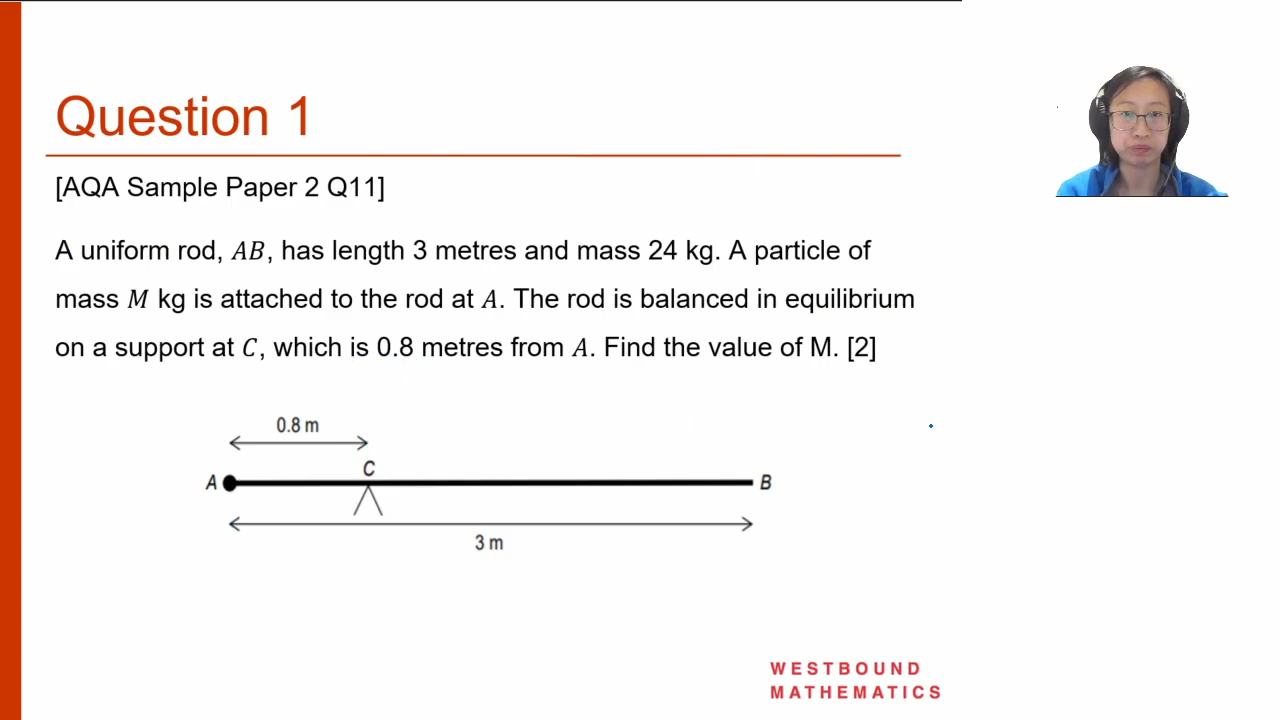 Question 1
[AQA Sample Paper 2 Q11]
A uniform rod, AB, has length 3 metres and mass 24 kg. A particle of
mass M kg is attached to the rod at A. The rod is balanced in equilibrium
on a support at C, which is 0.8 metres from A. Find the value of M. [2]
0.8 m
C
A
B
3 m
WESTBOUND
MATHEMATICS